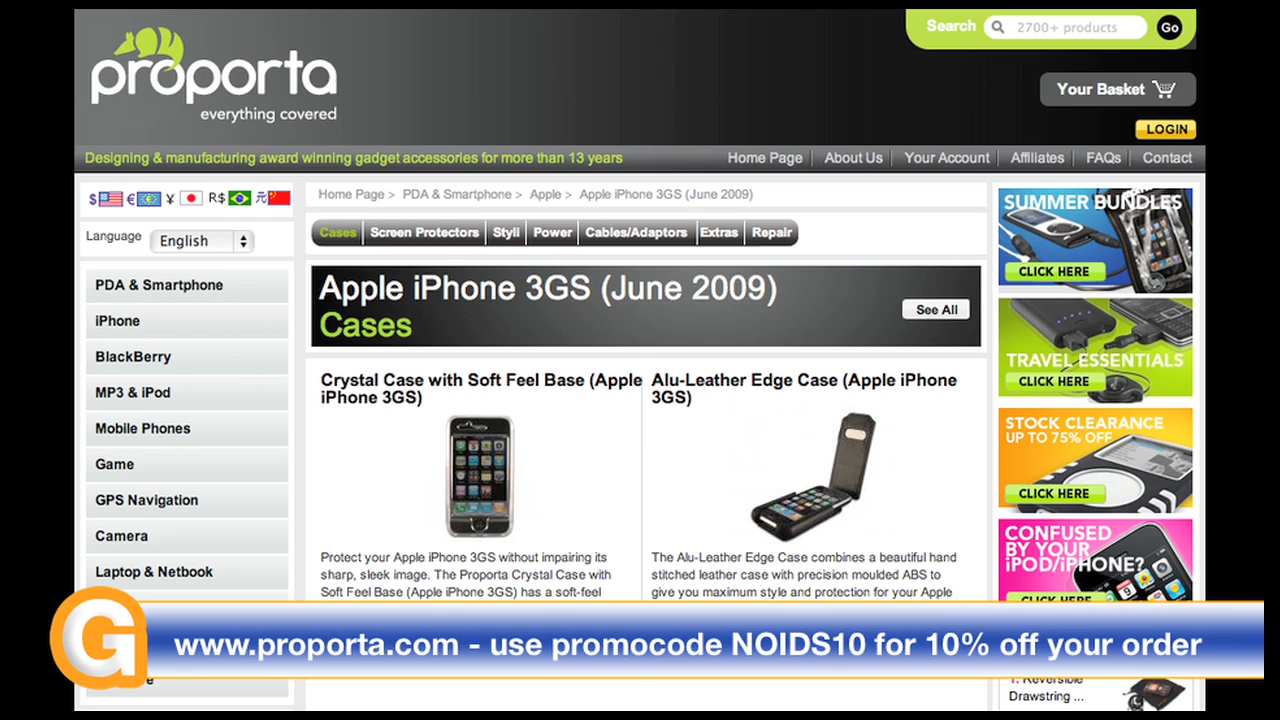 proporta
everything covered
Search
2700+ products
Go
Your Basket
LOGIN
Designing & manufacturing award winning gadget accessories for more than 13 years
Home Page
About Us
Your Account
Affiliates
FAQs
Contact
$ € ¥ R$ 元
Language
English
PDA & Smartphone
iPhone
BlackBerry
MP3 & iPod
Mobile Phones
Game
GPS Navigation
Camera
Laptop & Netbook
Home Page > PDA & Smartphone > Apple > Apple iPhone 3GS (June 2009)
Cases
Screen Protectors
Styli
Power
Cables/Adaptors
Extras
Repair
Apple iPhone 3GS (June 2009)
Cases
See All
Crystal Case with Soft Feel Base (Apple
iPhone 3GS)
Protect your Apple iPhone 3GS without impairing its
sharp, sleek image. The Proporta Crystal Case with
Soft Feel Base (Apple iPhone 3GS) has a soft-feel
Alu-Leather Edge Case (Apple iPhone
3GS)
The Alu-Leather Edge Case combines a beautiful hand
stitched leather case with precision moulded ABS to
give you maximum style and protection for your Apple
SUMMER BUNDLES
CLICK HERE
TRAVEL ESSENTIALS
CLICK HERE
STOCK CLEARANCE
UP TO 75% OFF
CLICK HERE
CONFUSED
BY YOUR
iPOD/iPHONE?
CLICK HERE
G
www.proporta.com - use promocode NOIDS10 for 10% off your order
1. Reversible
Drawstring ...